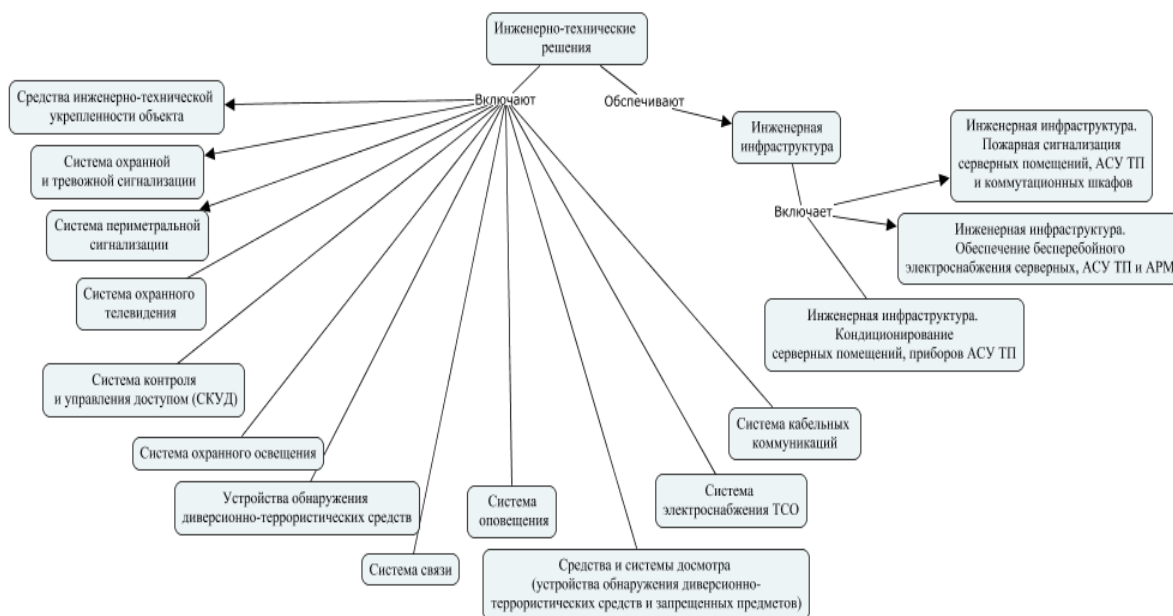 Инженерно-технические
решения
Включают
Обспечивают
Средства инженерно-технической
укрепленности объекта
Система охранной
и тревожной сигнализации
Система периметральной
сигнализации
Система охранного
телевидения
Система контроля
и управления доступом (СКУД)
Система охранного освещения
Устройства обнаружения
диверсионно-террористических средств
Система связи
Система
оповещения
Средства и системы досмотра
(устройства обнаружения диверсионно-
террористических средств и запрещенных предметов)
Система
электроснабжения ТСО
Система кабельных
коммуникаций
Инженерная
инфраструктура
Включает
Инженерная инфраструктура.
Пожарная сигнализация
серверных помещений, АСУ ТП
и коммутационных шкафов
Инженерная инфраструктура.
Обеспечение бесперебойного
электроснабжения серверных, АСУ ТП и АРМ
Инженерная инфраструктура.
Кондиционирование
серверных помещений, приборов АСУ ТП